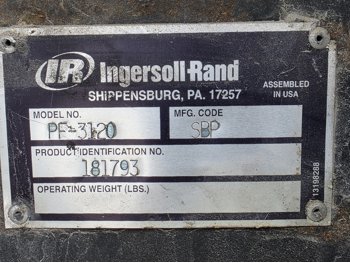 IR Ingersoll-Rand
SHIPPENSBURG, PA. 17257
ASSEMBLED
IN USA
MODEL NO.
MFG. CODE
PF-3120
SBP
PRODUCT IDENTIFICATION NO.
181793
OPERATING WEIGHT (LBS.)
13198288